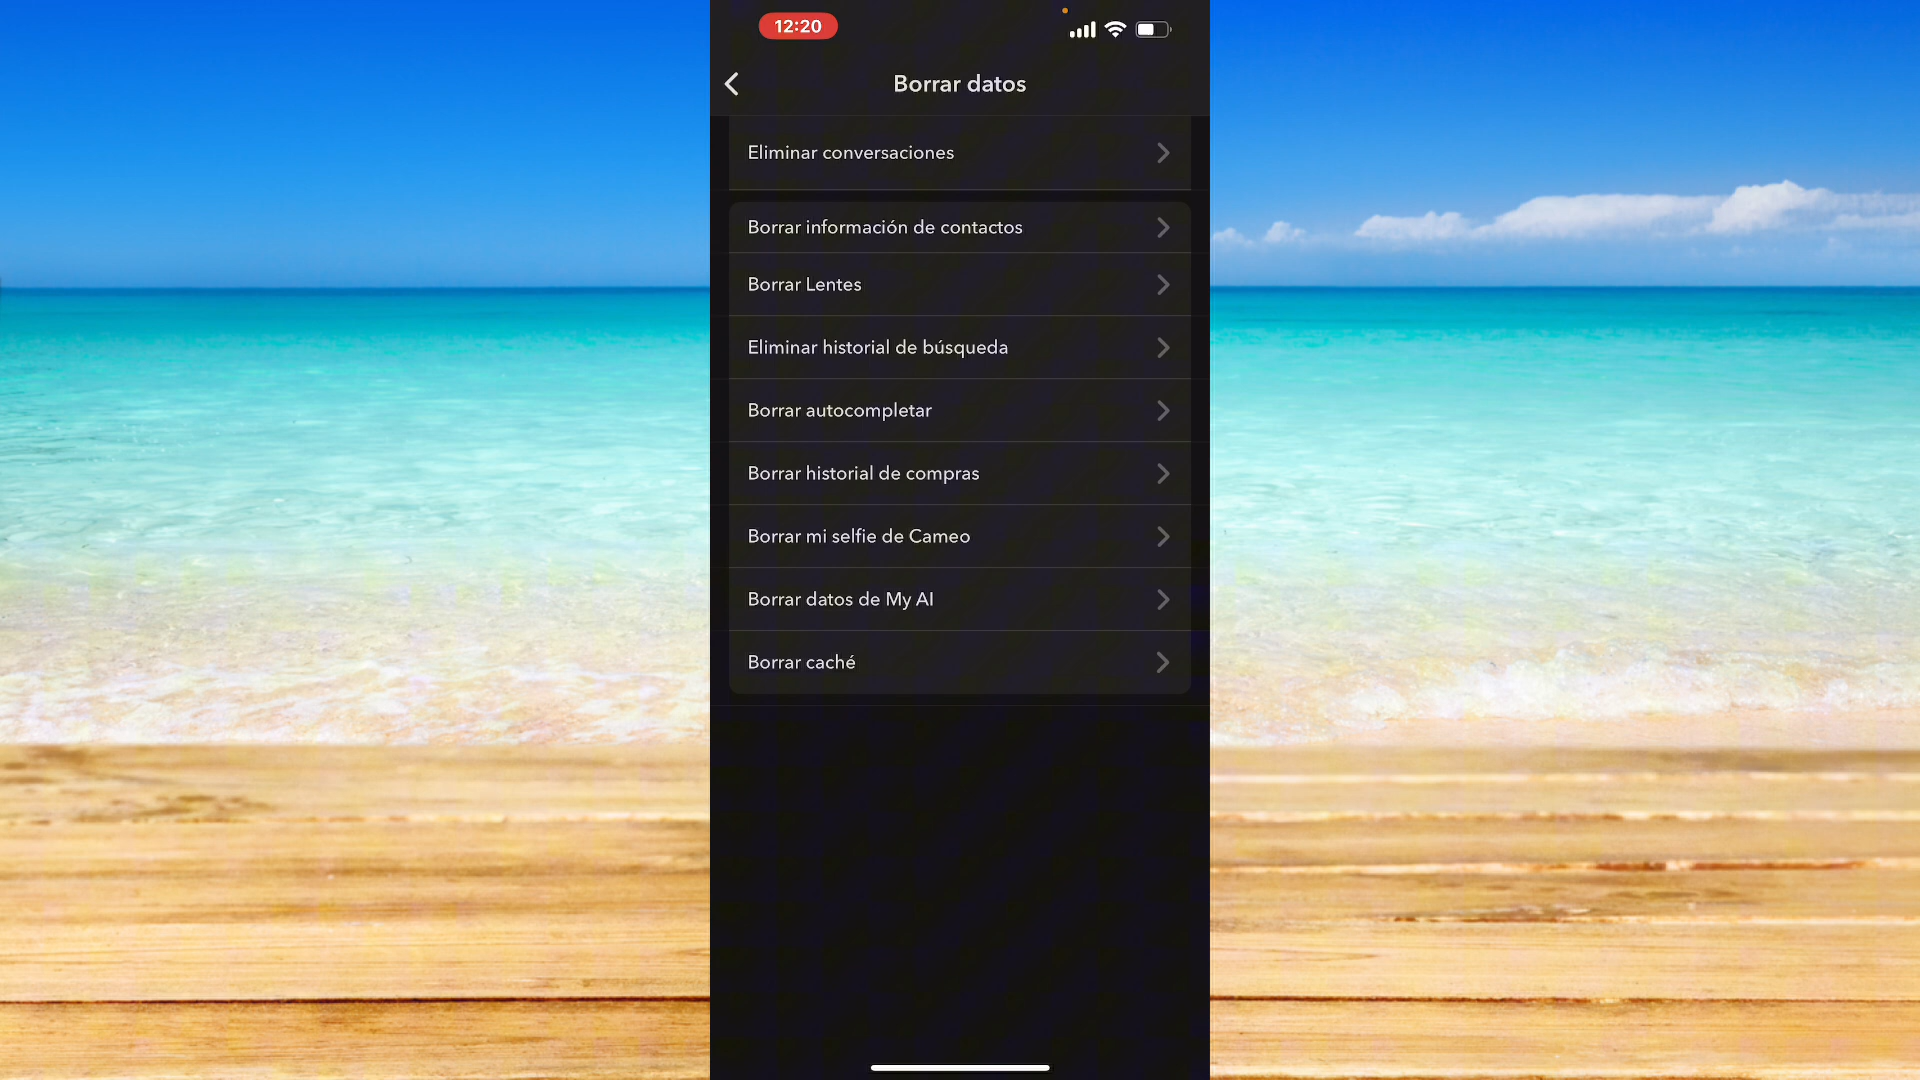 12:20
Borrar datos
Eliminar conversaciones
Borrar información de contactos
Borrar Lentes
Eliminar historial de búsqueda
Borrar autocompletar
Borrar historial de compras
Borrar mi selfie de Cameo
Borrar datos de My AI
Borrar caché